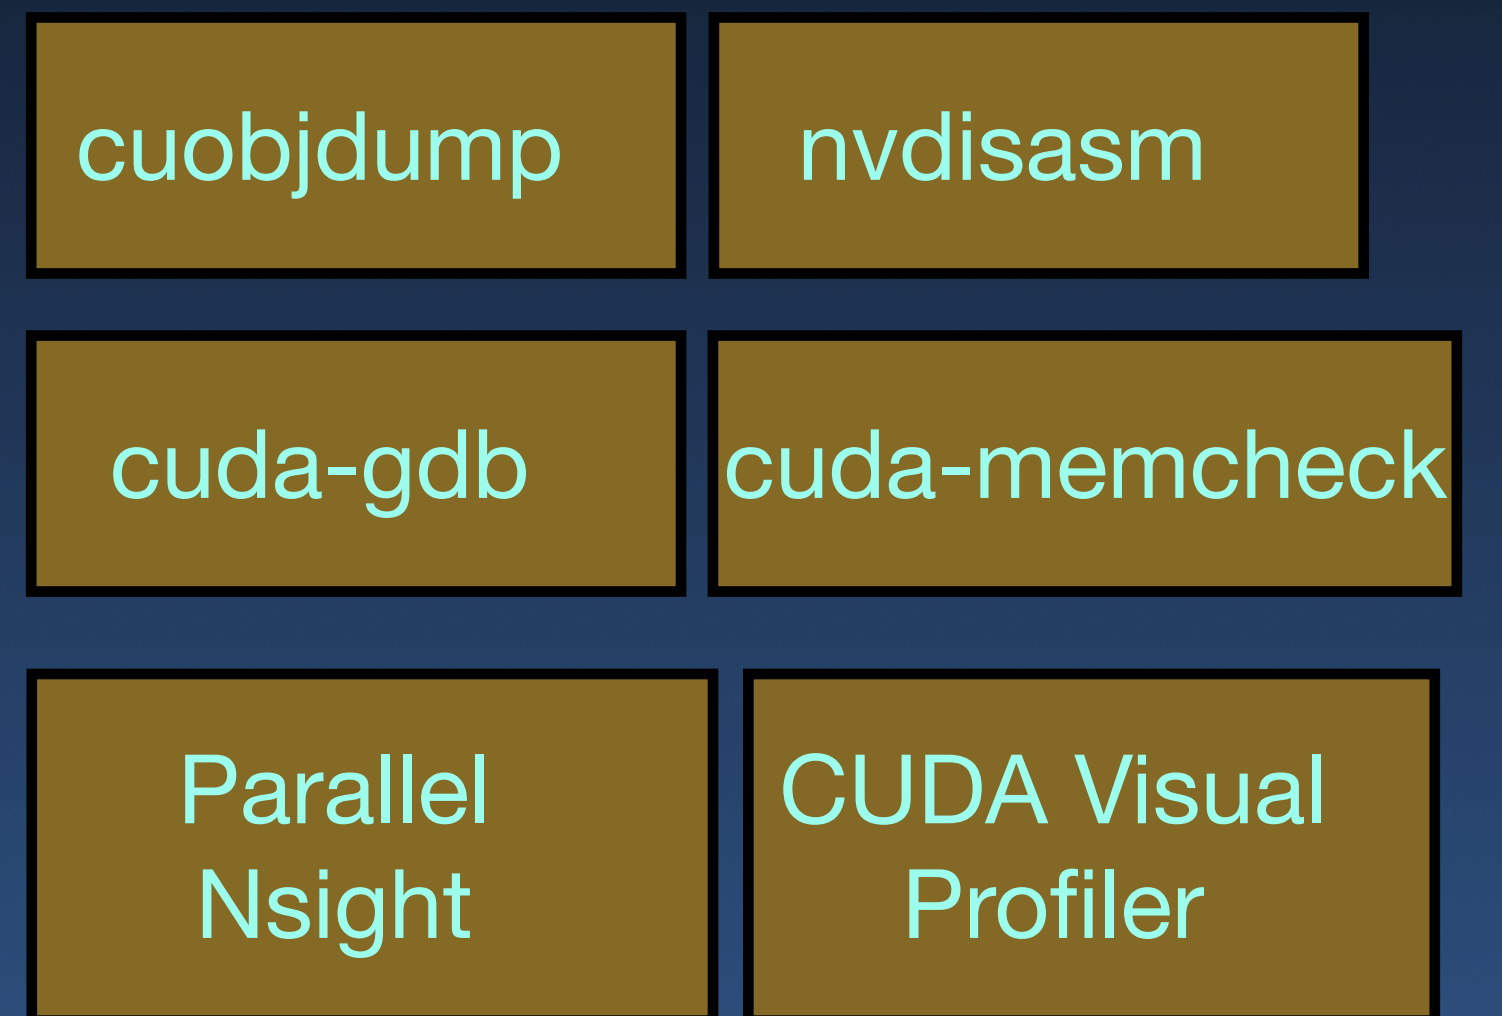 cuobjdump
nvdisasm
cuda-gdb
cuda-memcheck
Parallel
Nsight
CUDA Visual
Profiler